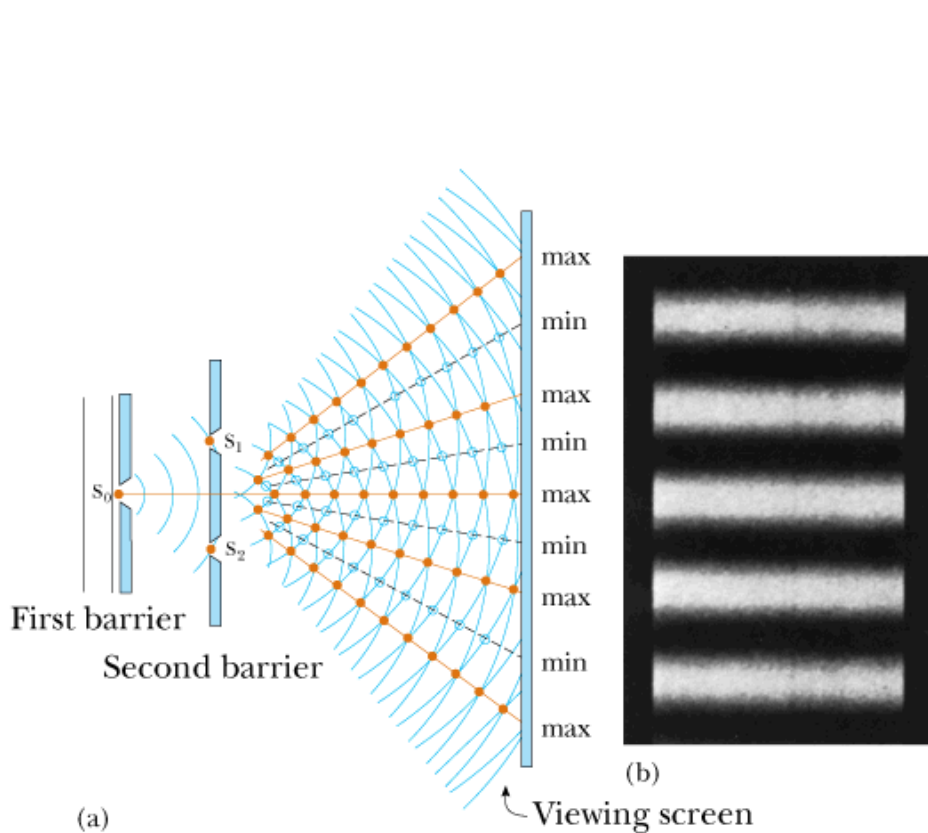 max
min
max
min
max
min
max
min
max
S₁
S₀
S₂
First barrier
Second barrier
Viewing screen
(a)
(b)